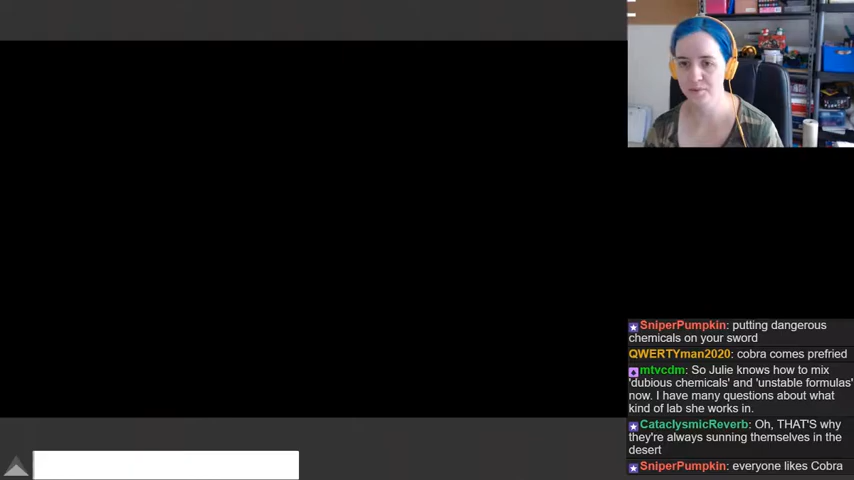 SniperPumpkin: putting dangerous
chemicals on your sword
QWERTYman2020: cobra comes prefried
mtvcdm: So Julie knows how to mix
'dubious chemicals' and 'unstable formulas'
now. I have many questions about what
kind of lab she works in.
CataclysmicReverb: Oh, THAT'S why
they're always sunning themselves in the
desert
SniperPumpkin: everyone likes Cobra